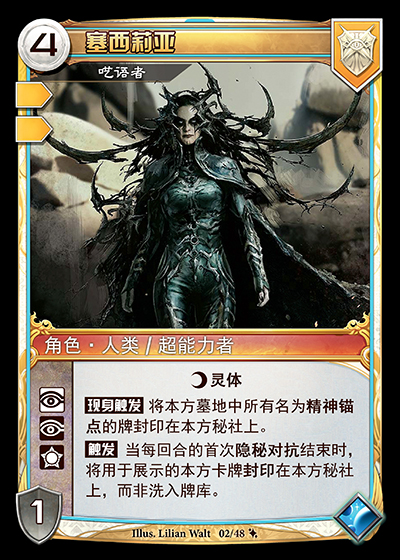 4
塞西莉亚
呓语者
角色·人类/超能力者
灵体
现身触发 将本方墓地中所有名为精神锚
点的牌封印在本方秘社上。
触发 当每回合的首次隐秘对抗结束时,
将用于展示的本方卡牌封印在秘社
上，而非洗入牌库。
1
Illus. Lilian Walt 02/48